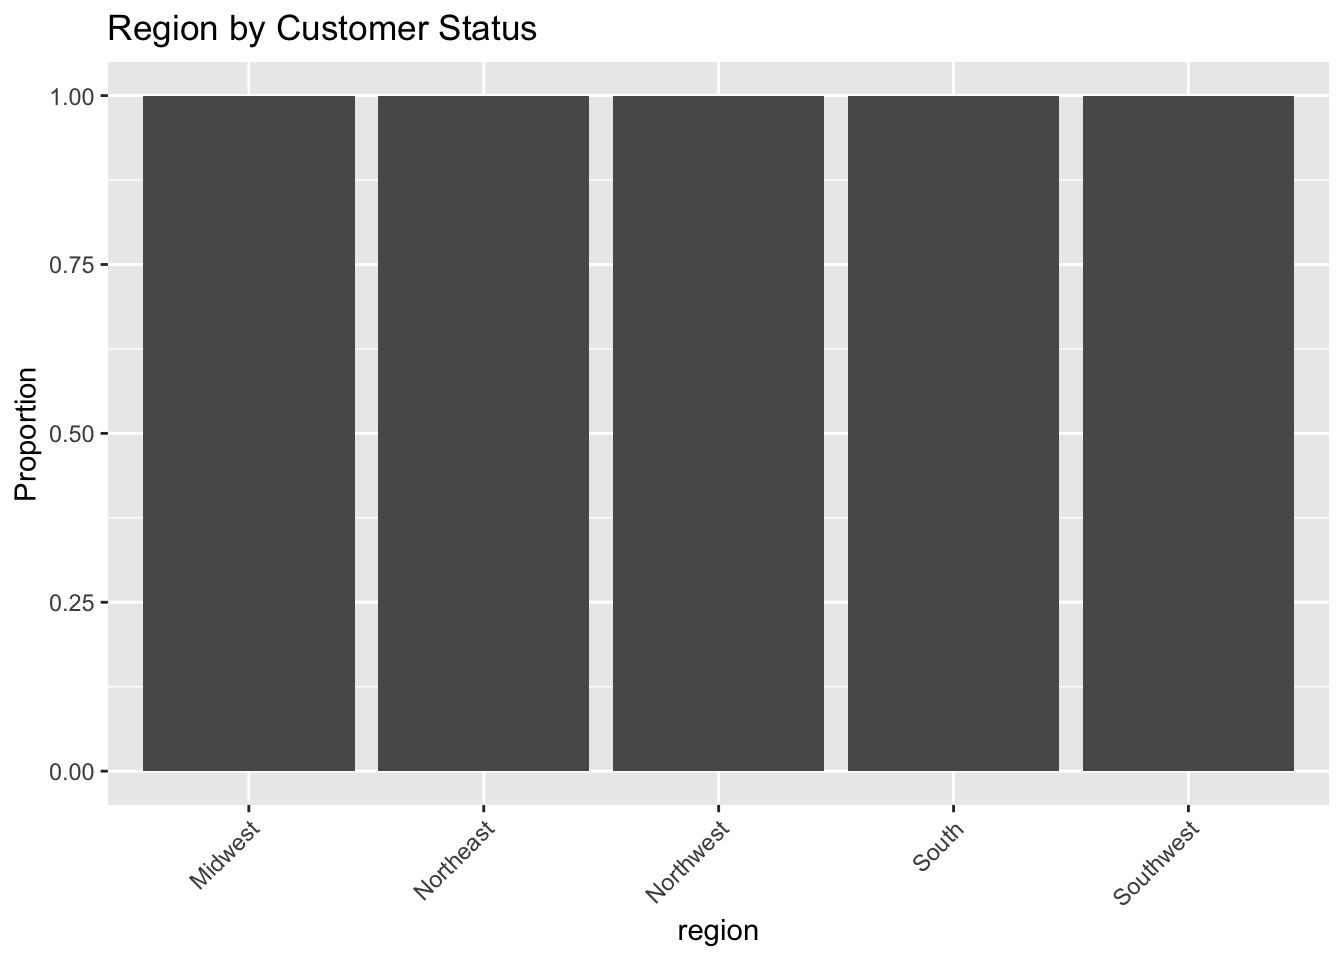 Region by Customer Status
1.00
0.75
0.50
0.25
0.00
Proportion
Midwest
Northeast
Northwest
South
Southwest
region